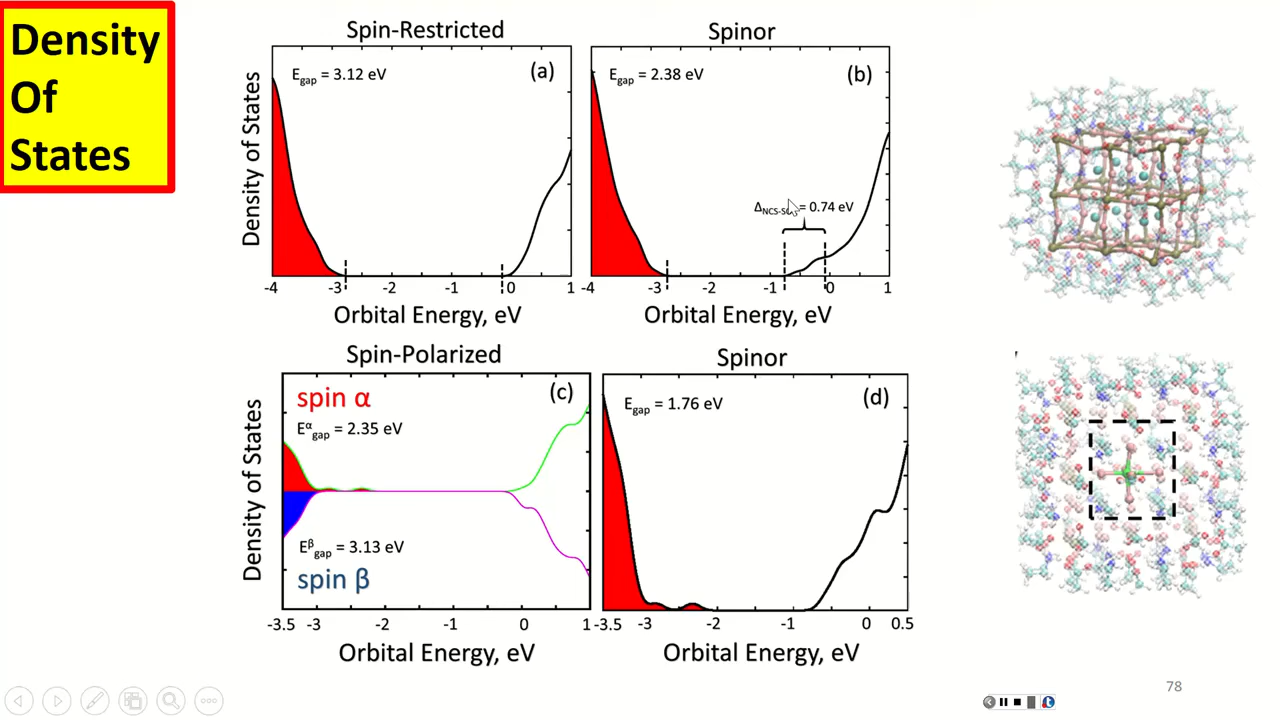 Density
Of
States
Spin-Restricted
E_gap = 3.12 eV
(a)
Density of States
-4 -3 -2 -1 0 1
Orbital Energy, eV
Spinor
E_gap = 2.38 eV
(b)
= 0.74 eV
-4 -3 -2 -1 0 1
Orbital Energy, eV
Spin-Polarized
spin α
(c)
E^α_gap = 2.35 eV
Density of States
E^β_gap = 3.13 eV
spin β
-3.5 -3 -2 -1 0 1
Orbital Energy, eV
Spinor
E_gap = 1.76 eV
(d)
-3.5 -3 -2 -1 0 0.5
Orbital Energy, eV
78